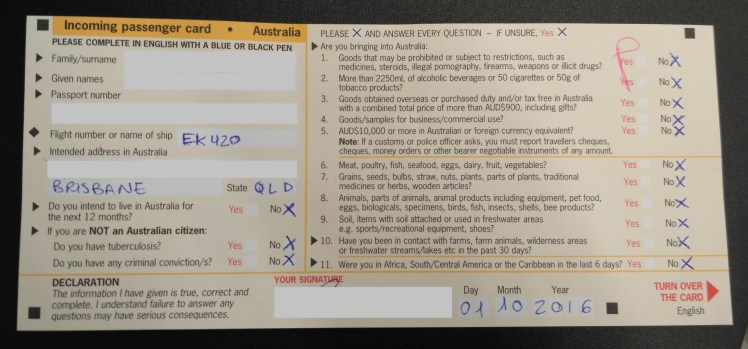 Incoming passenger card • Australia
PLEASE COMPLETE IN ENGLISH WITH A BLUE OR BLACK PEN
Family/surname
Given names
Passport number
Flight number or name of ship EK420
Intended address in Australia
BRISBANE State QLD
Do you intend to live in Australia for
the next 12 months? Yes No X
If you are NOT an Australian citizen:
Do you have tuberculosis? Yes No X
Do you have any criminal conviction/s? Yes No X
DECLARATION
The information I have given is true, correct and
complete. I understand failure to answer any
questions may have serious consequences.
PLEASE X AND ANSWER EVERY QUESTION – IF UNSURE, Yes X
Are you bringing into Australia:
1. Goods that may be prohibited or subject to restrictions, such as
medicines, steroids, illegal pornography, firearms, weapons or illicit drugs? Yes No X
2. More than 2250mL of alcoholic beverages or 50 cigarettes or 50g of
tobacco products? Yes No X
3. Goods obtained overseas or purchased duty and/or tax free in Australia
with a combined total price of more than AUD$900, including gifts? Yes No X
4. Goods/samples for business/commercial use? Yes No X
5. AUD$10,000 or more in Australian or foreign currency equivalent? Yes No X
Note: If a customs or police officer asks, you must report travellers cheques,
cheques, money orders or other bearer negotiable instruments of any amount.
6. Meat, poultry, fish, seafood, eggs, dairy, fruit, vegetables? Yes No X
7. Grains, seeds, bulbs, straw, nuts, plants, parts of plants, traditional
medicines or herbs, wooden articles? Yes No X
8. Animals, parts of animals, animal products including equipment, pet food,
eggs, biologicals, specimens, birds, fish, insects, shells, bee products? Yes No X
9. Soil, items with soil attached or used in freshwater areas
e.g. sports/recreational equipment, shoes? Yes No X
10. Have you been in contact with farms, farm animals, wilderness areas
or freshwater streams/lakes etc in the past 30 days? Yes No X
11. Were you in Africa, South/Central America or the Caribbean in the last 6 days? Yes No X
YOUR SIGNATURE
Day Month Year
01 10 2016
TURN OVER
THE CARD
English